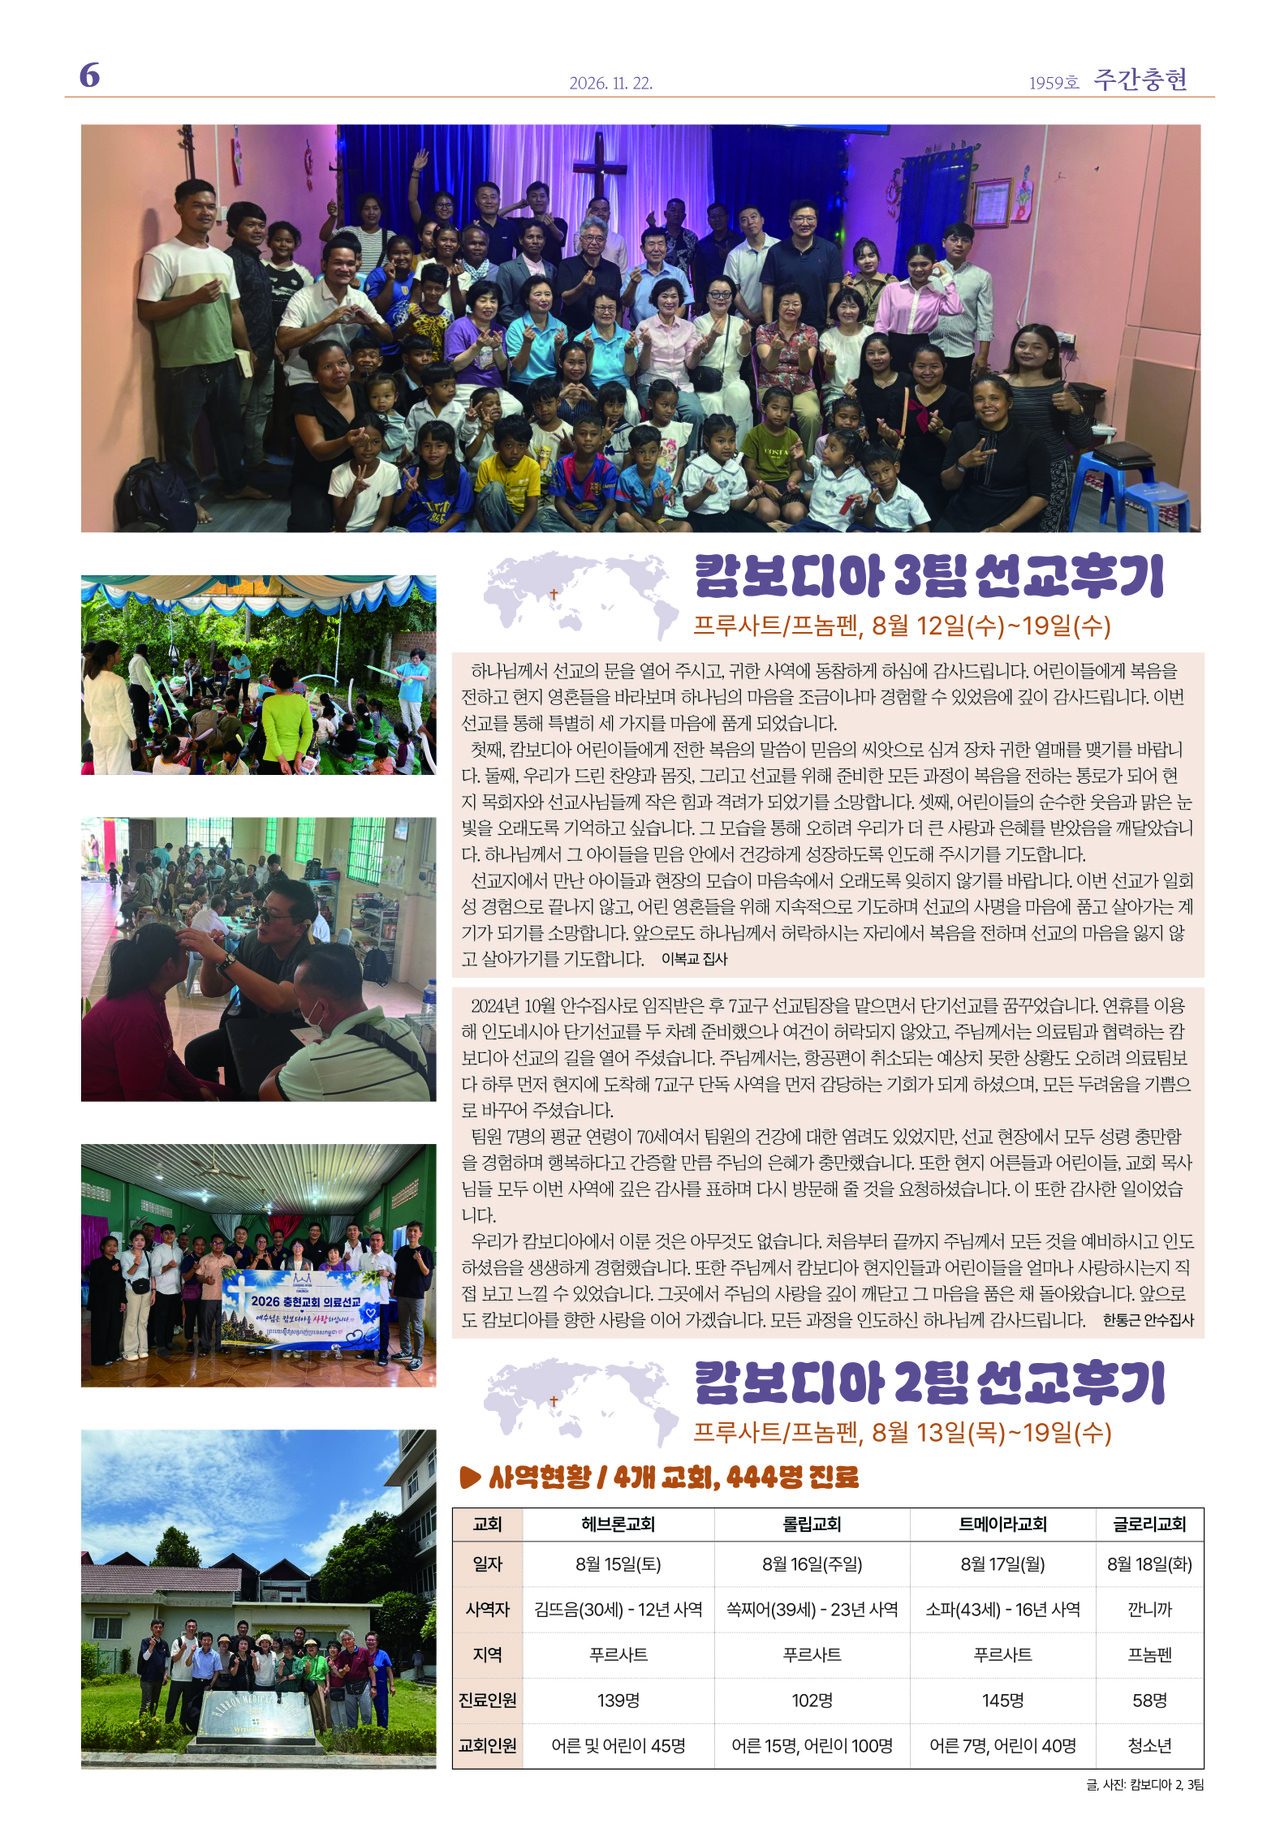 6
2026. 11. 22.
1959호 주간충현
캄보디아 3팀 선교후기
프루사트/프놈펜, 8월 12일(수)~19일(수)
하나님께서 선교의 문을 열어 주시고, 귀한 사역에 동참하게 하심에 감사드립니다. 어린이들에게 복음을
전하고 현지 영혼들을 바라보며 하나님의 마음을 조금이나마 경험할 수 있었음에 깊이 감사드립니다. 이번
선교를 통해 특별히 세 가지를 마음에 품게 되었습니다.
첫째, 캄보디아 어린이들에게 전한 복음의 말씀이 믿음의 씨앗으로 심겨 장차 귀한 열매를 맺기를 바랍니
다. 둘째, 우리가 드린 찬양과 몸짓, 그리고 선교를 위해 준비한 모든 과정이 복음을 전하는 통로가 되어 현
지 목회자와 선교사님들께 작은 힘과 격려가 되었기를 소망합니다. 셋째, 어린이들의 순수한 웃음과 맑은 눈
빛을 오래도록 기억하고 싶습니다. 그 모습을 통해 오히려 우리가 더 큰 사랑과 은혜를 받았음을 깨달았습니
다. 하나님께서 그 아이들을 믿음 안에서 건강하게 성장하도록 인도해 주시기를 기도합니다.
선교지에서 만난 아이들과 현장의 모습이 마음속에서 오래도록 잊히지 않기를 바랍니다. 이번 선교가 일회
성 경험으로 끝나지 않고, 어린 영혼들을 위해 지속적으로 기도하며 선교의 사명을 마음에 품고 살아가는 계
기가 되기를 소망합니다. 앞으로도 하나님께서 허락하시는 자리에서 복음을 전하며 선교의 마음을 잃지 않
고 살아가기를 기도합니다. 이복교 집사
2024년 10월 안수집사로 임직받은 후 7교구 선교팀장을 맡으면서 단기선교를 꿈꾸었습니다. 연휴를 이용
해 인도네시아 단기선교를 두 차례 준비했으나 여건이 허락되지 않았고, 주님께서는 의료팀과 협력하는 캄
보디아 선교의 길을 열어 주셨습니다. 주님께서는, 항공편이 취소되는 예상치 못한 상황도 오히려 의료팀보
다 하루 먼저 현지에 도착해 7교구 단독 사역을 먼저 감당하는 기회가 되게 하셨으며, 모든 두려움을 기쁨으
로 바꾸어 주셨습니다.
팀원 7명의 평균 연령이 70세여서 팀원의 건강에 대한 염려도 있었지만, 선교 현장에서 모두 성령 충만함
을 경험하며 행복하다고 간증할 만큼 주님의 은혜가 충만했습니다. 또한 현지 어른들과 어린이들, 교회 목사
님들 모두 이번 사역에 깊은 감사를 표하며 다시 방문해 줄 것을 요청하셨습니다. 이 또한 감사한 일이었습
니다.
우리가 캄보디아에서 이룬 것은 아무것도 없습니다. 처음부터 끝까지 주님께서 모든 것을 예비하시고 인도
하셨음을 생생하게 경험했습니다. 또한 주님께서 캄보디아 현지인들과 어린이들을 얼마나 사랑하시는지 직
접 보고 느낄 수 있었습니다. 그곳에서 주님의 사랑을 깊이 깨닫고 그 마음을 품은 채 돌아왔습니다. 앞으로
도 캄보디아를 향한 사랑을 이어 가겠습니다. 모든 과정을 인도하신 하나님께 감사드립니다. 한통근 안수집사
2026 충현교회 의료선교
예수님은 캄보디아를 사랑하십니다
캄보디아 2팀 선교후기
프루사트/프놈펜, 8월 13일(목)~19일(수)
▶ 사역현황 / 4개 교회, 444명 진료
교회 헤브론교회 롤립교회 트메이라교회 글로리교회
일자 8월 15일(토) 8월 16일(주일) 8월 17일(월) 8월 18일(화)
사역자 김뜨음(30세) - 12년 사역 쏙찌어(39세) - 23년 사역 소파(43세) - 16년 사역 깐니까
지역 푸르사트 푸르사트 푸르사트 프놈펜
진료인원 139명 102명 145명 58명
교회인원 어른 및 어린이 45명 어른 15명, 어린이 100명 어른 7명, 어린이 40명 청소년
글, 사진: 캄보디아 2, 3팀